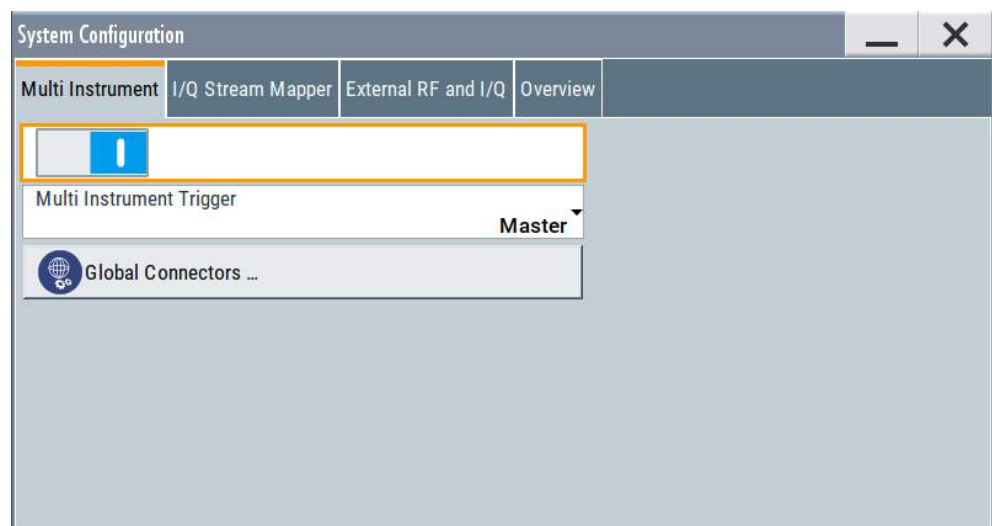 System Configuration
Multi Instrument I/Q Stream Mapper External RF and I/Q Overview
Multi Instrument Trigger
Master
Global Connectors ...